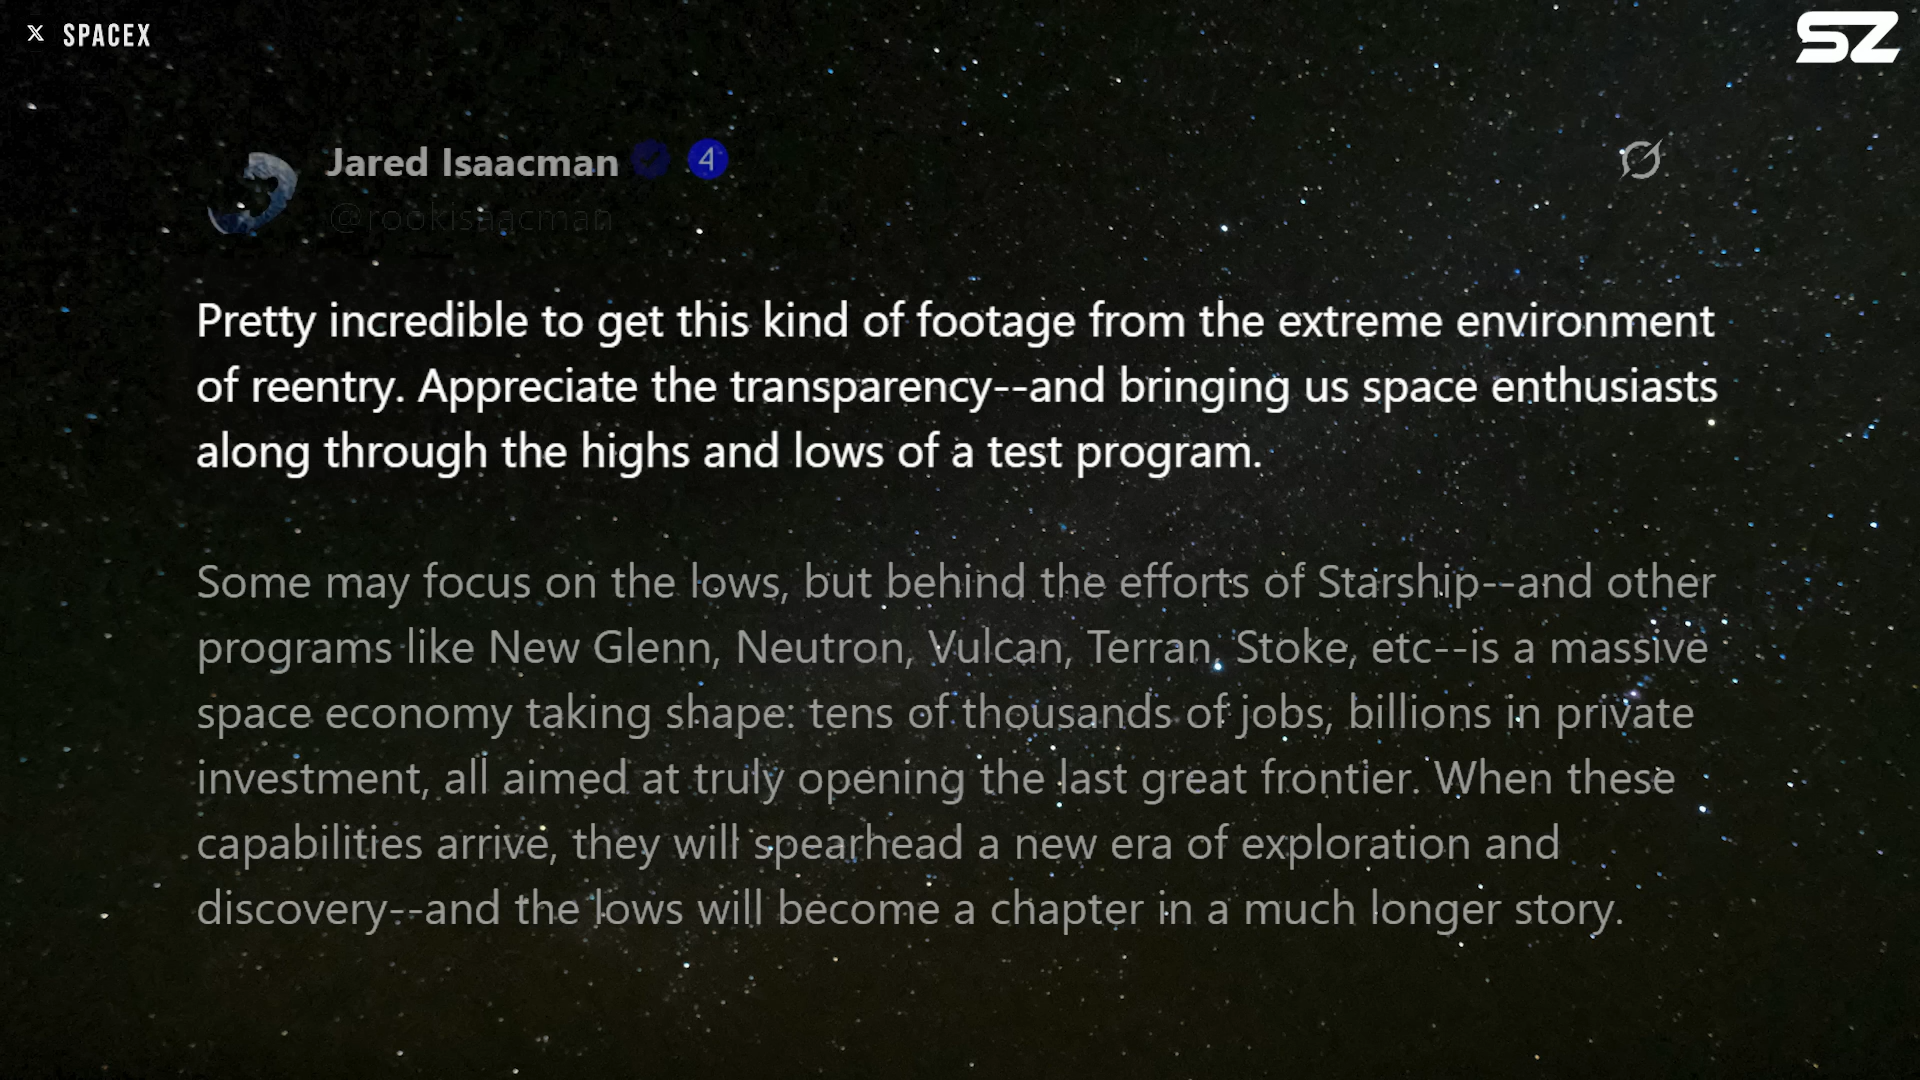 X SPACEX
SZ
Jared Isaacman 4
@rookisaacman
Pretty incredible to get this kind of footage from the extreme environment
of reentry. Appreciate the transparency--and bringing us space enthusiasts
along through the highs and lows of a test program.
Some may focus on the lows, but behind the efforts of Starship--and other
programs like New Glenn, Neutron, Vulcan, Terran, Stoke, etc--is a massive
space economy taking shape: tens of thousands of jobs, billions in private
investment, all aimed at truly opening the last great frontier. When these
capabilities arrive, they will spearhead a new era of exploration and
discovery--and the lows will become a chapter in a much longer story.